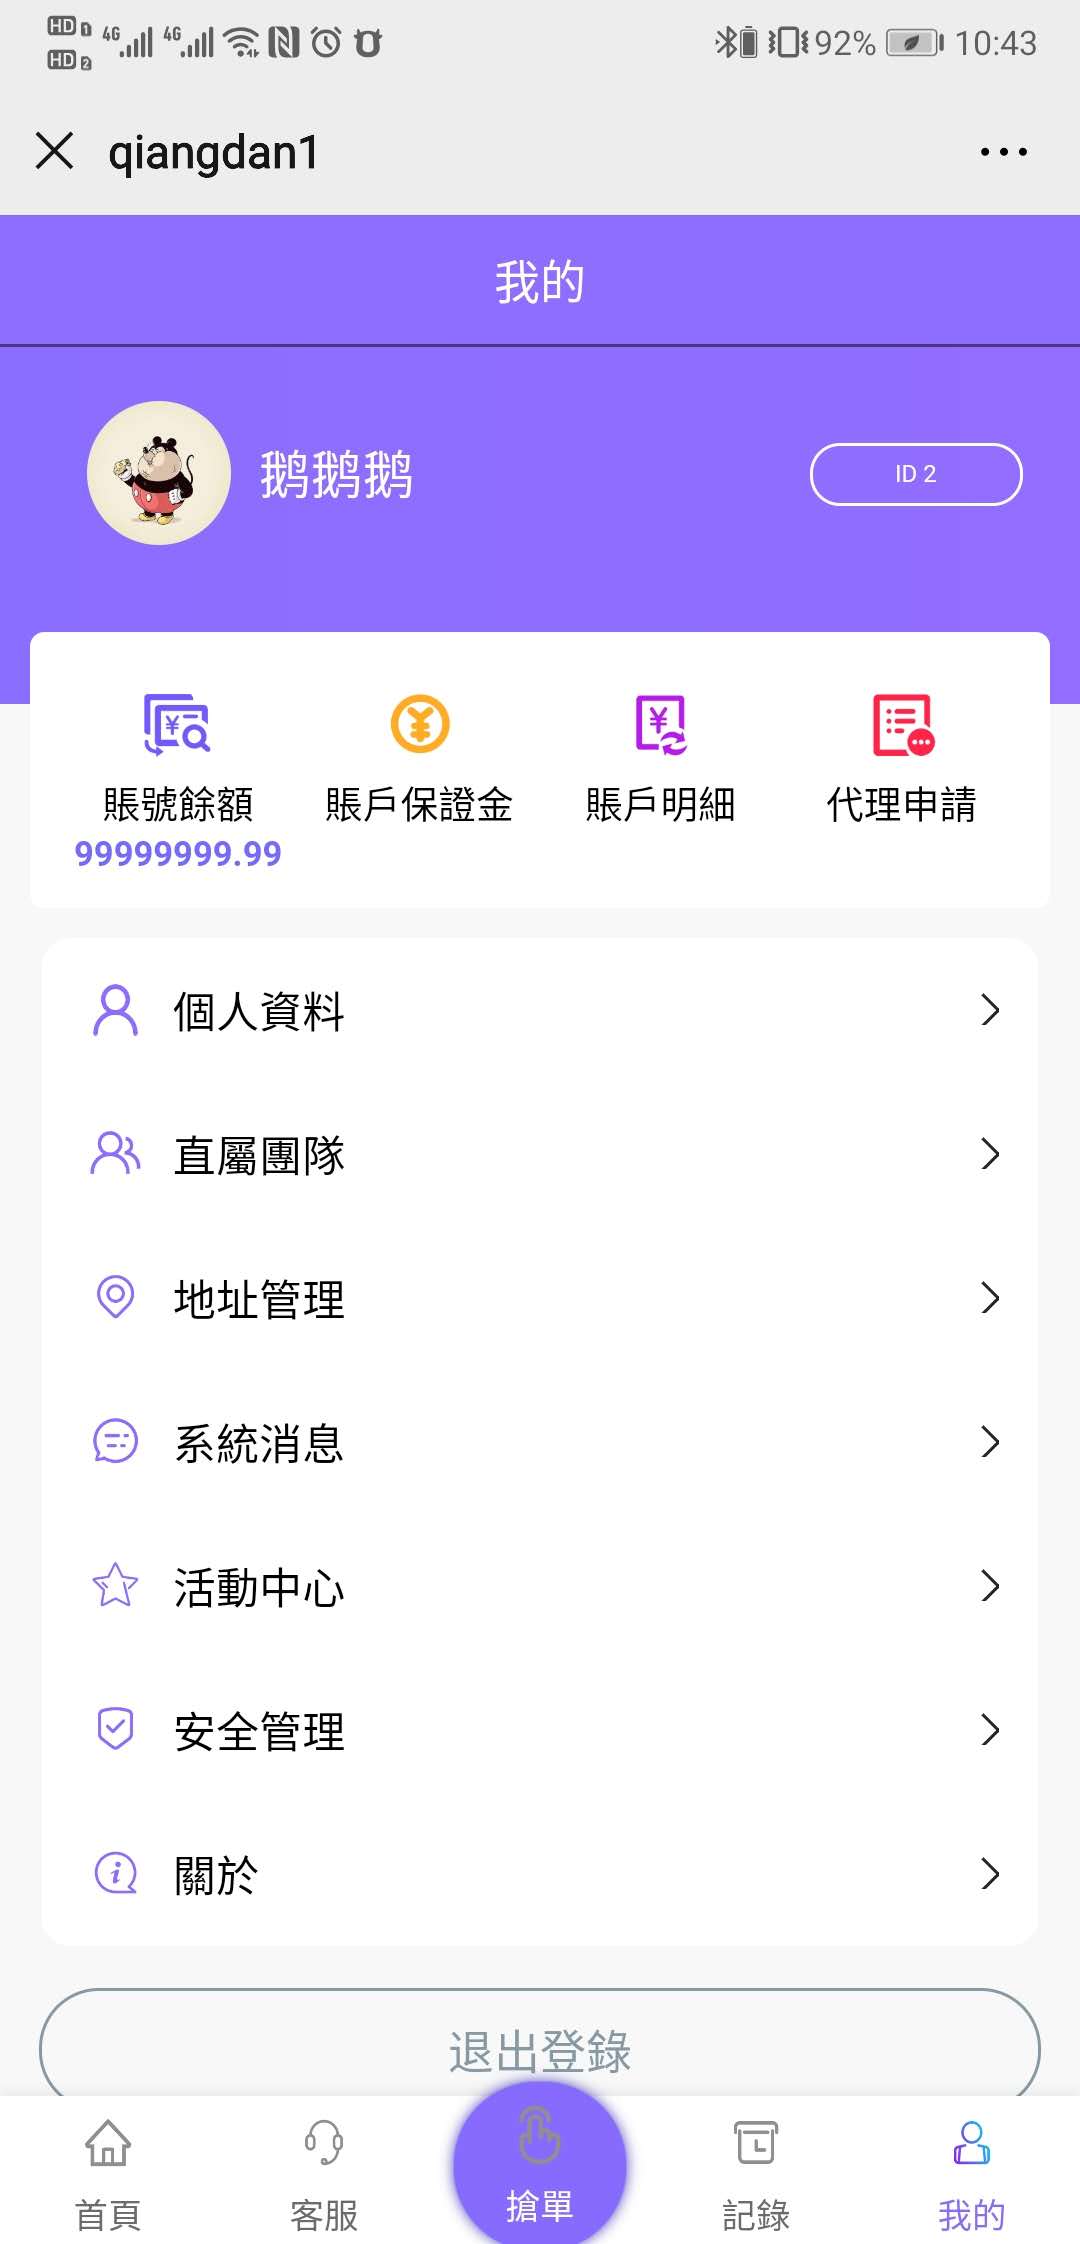 HD 1 4G 4G 92% 10:43
HD 2
qiangdan1
我的
鹅鹅鹅
ID 2
賬號餘額 賬戶保證金 賬戶明細 代理申請
99999999.99
個人資料
直屬團隊
地址管理
系統消息
活動中心
安全管理
關於
退出登錄
首頁 客服 搶單 記錄 我的